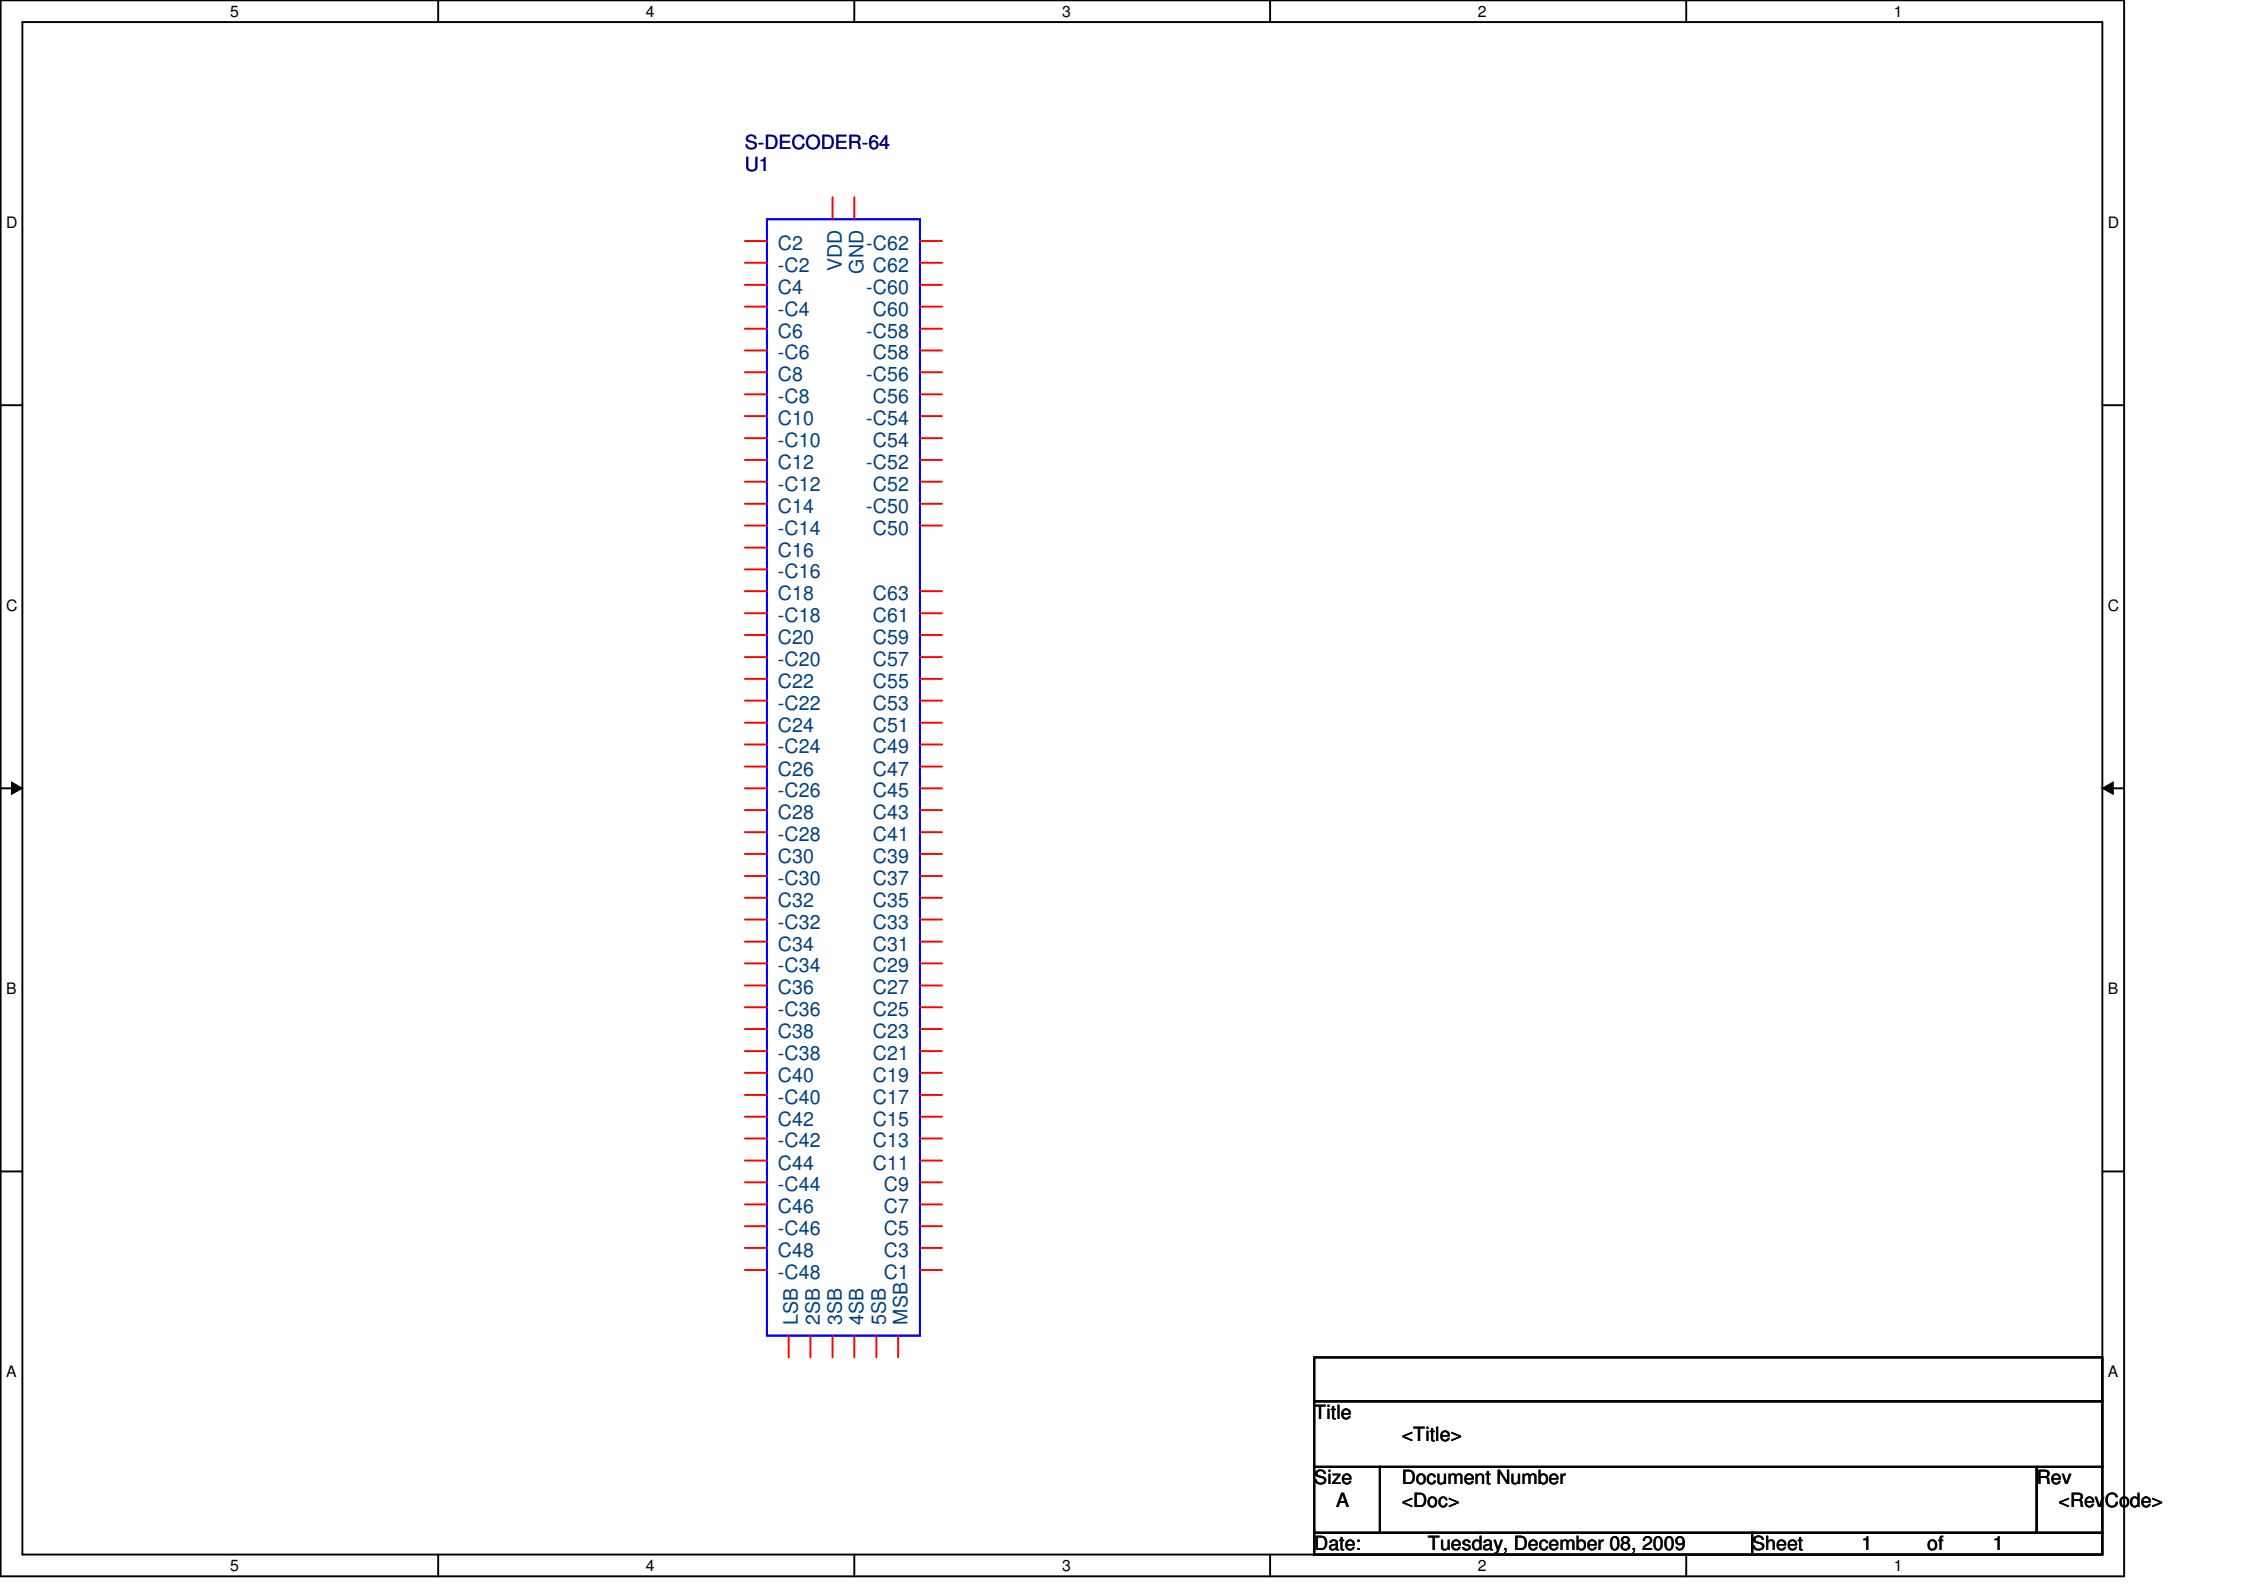 5 4 3 2 1
S-DECODER-64
U1
D D
VDD GND
C2 -C62
-C2 C62
C4 -C60
-C4 C60
C6 -C58
-C6 C58
C8 -C56
-C8 C56
C10 -C54
-C10 C54
C12 -C52
-C12 C52
C14 -C50
-C14 C50
C16
-C16
C18 C63
C C
-C18 C61
C20 C59
-C20 C57
C22 C55
-C22 C53
C24 C51
-C24 C49
C26 C47
-C26 C45
C28 C43
-C28 C41
C30 C39
-C30 C37
C32 C35
-C32 C33
C34 C31
-C34 C29
C36 C27
B B
-C36 C25
C38 C23
-C38 C21
C40 C19
-C40 C17
C42 C15
-C42 C13
C44 C11
-C44 C9
C46 C7
-C46 C5
C48 C3
-C48 C1
LSB 2SB 3SB 4SB 5SB MSB
A A
Title
<Title>
Size Document Number Rev
A <Doc> <RevCode>
Date: Tuesday, December 08, 2009 Sheet 1 of 1
5 4 3 2 1